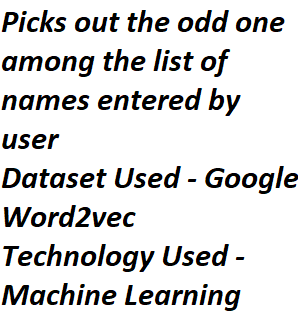 Picks out the odd one
among the list of
names entered by
user
Dataset Used - Google
Word2vec
Technology Used -
Machine Learning